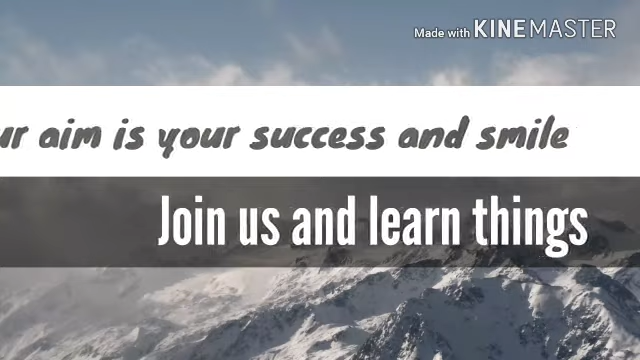 Made with KINEMASTER
ur aim is your success and smile
Join us and learn things